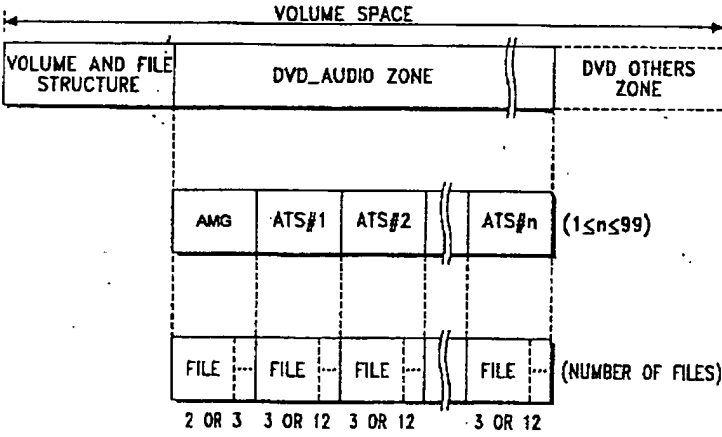 VOLUME SPACE
VOLUME AND FILE STRUCTURE
DVD_AUDIO ZONE
DVD OTHERS ZONE
AMG
ATS#1
ATS#2
ATS#n
(1≤n≤99)
FILE ...
FILE ...
FILE ...
FILE ...
(NUMBER OF FILES)
2 OR 3
3 OR 12
3 OR 12
3 OR 12